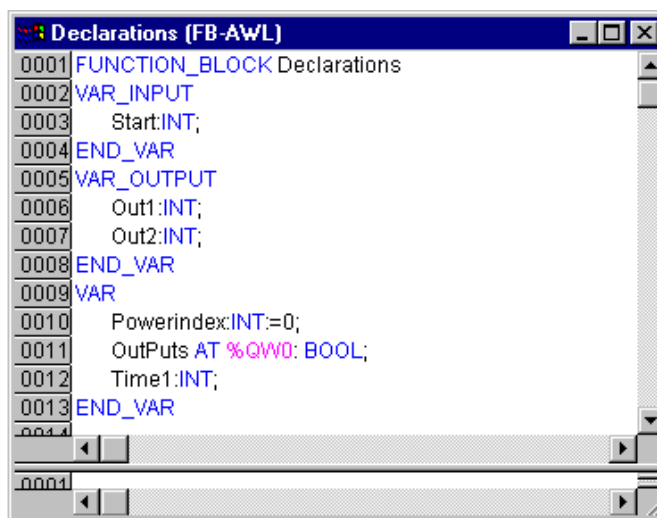 Declarations (FB-AWL)
0001 FUNCTION_BLOCK Declarations
0002 VAR_INPUT
0003 Start:INT;
0004 END_VAR
0005 VAR_OUTPUT
0006 Out1:INT;
0007 Out2:INT;
0008 END_VAR
0009 VAR
0010 Powerindex:INT:=0;
0011 OutPuts AT %QW0: BOOL;
0012 Time1:INT;
0013 END_VAR
0014
0001